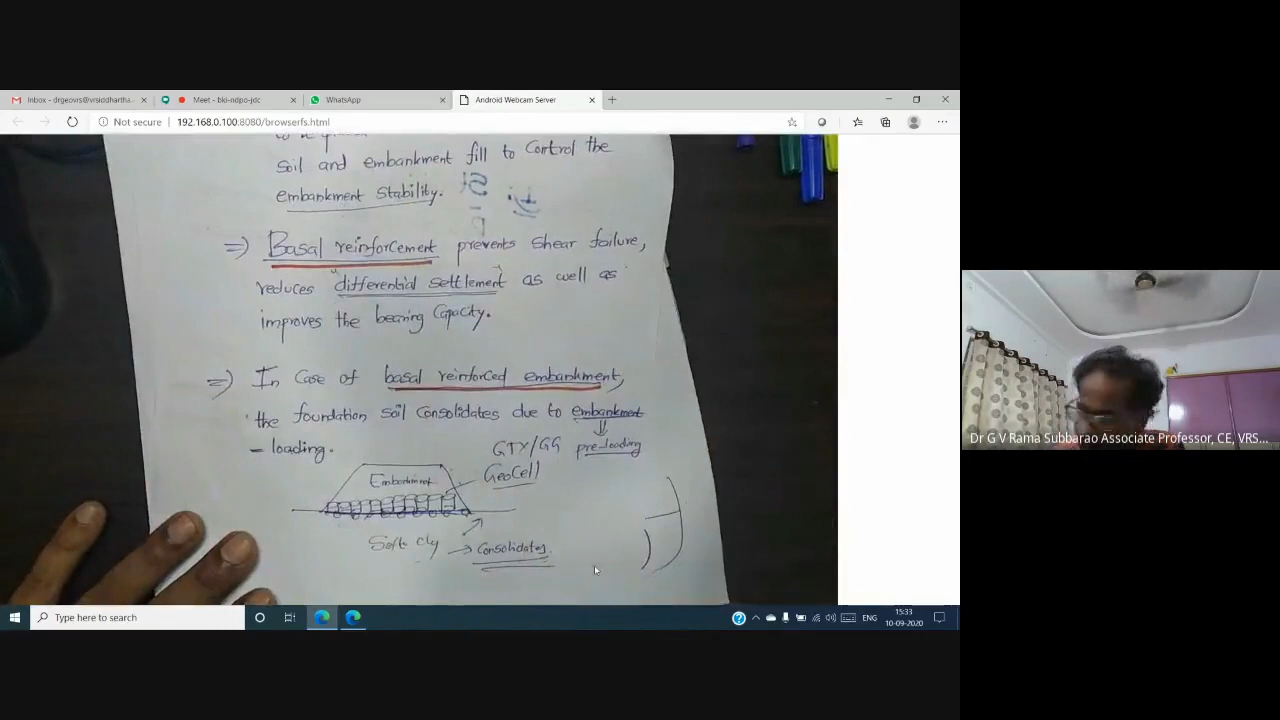 Inbox - drgeovrs@vrsiddhartha.
Meet - bki-ndpo-jdc
WhatsApp
Android Webcam Server
Not secure | 192.168.0.100:8080/browserfs.html
soil and embankment fill to control the
embankment stability.
=) Basal reinforcement prevents shear failure,
reduces "differential settlement" as well as
improves the bearing Capacity.
=) In Case of basal reinforced embankment,
the foundation soil consolidates due to embankment
- loading.
GTX/GG pre-loading
Embankment
GeoCell
Soft Cly
→ Consolidates.
Dr G V Rama Subbarao Associate Professor, CE, VRS...
Type here to search
ENG
15:33
10-09-2020